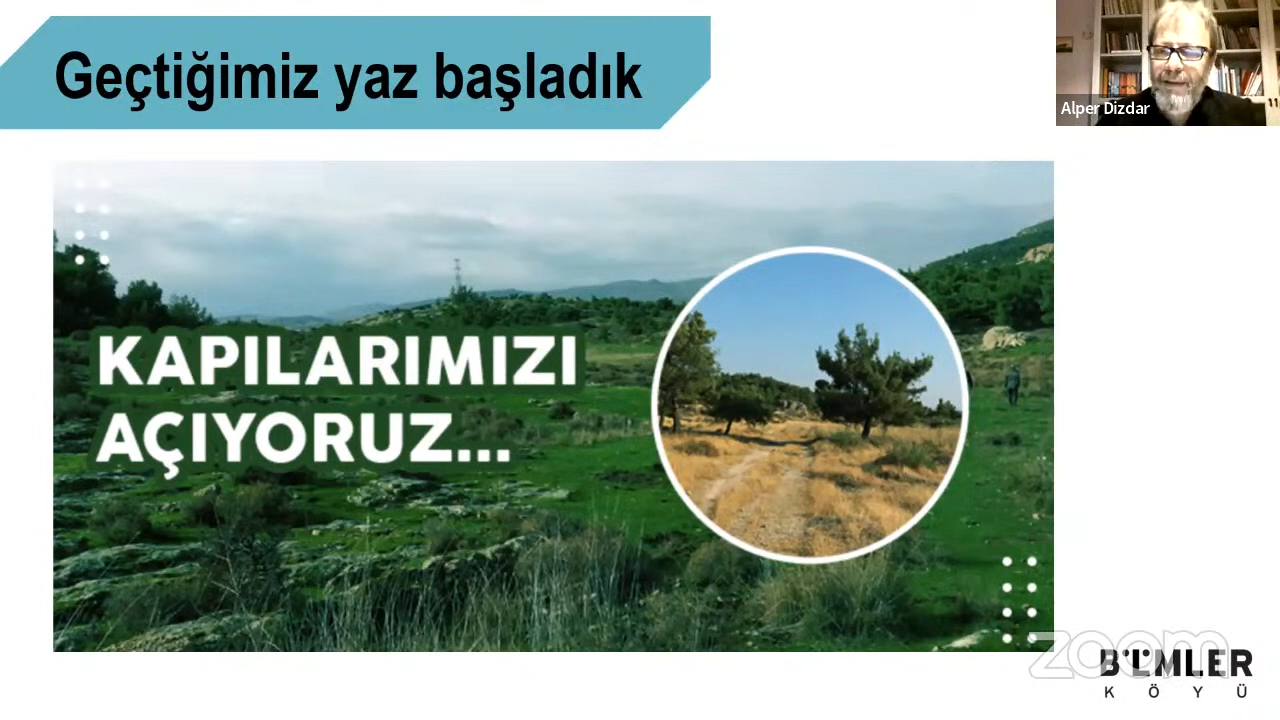 Geçtiğimiz yaz başladık
Alper Dizdar
KAPILARIMIZI
AÇIYORUZ...
zoom
BİLİMLER
KÖYÜ